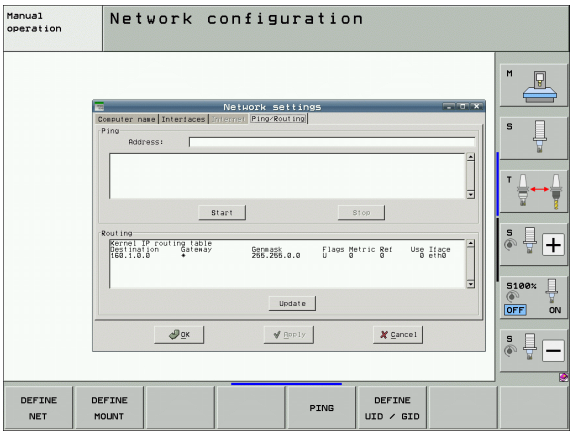 Manual
operation
Network configuration
Network settings
Computer name Interfaces Internet Ping/Routing
Ping
Address:
Start Stop
Routing
Kernel IP routing table
Destination Gateway Genmask Flags Metric Ref Use Iface
160.1.0.0 * 255.255.0.0 U 0 0 0 eth0
Update
OK Apply Cancel
M
S
T
S
S100%
OFF ON
S
DEFINE
NET
DEFINE
MOUNT
PING
DEFINE
UID / GID